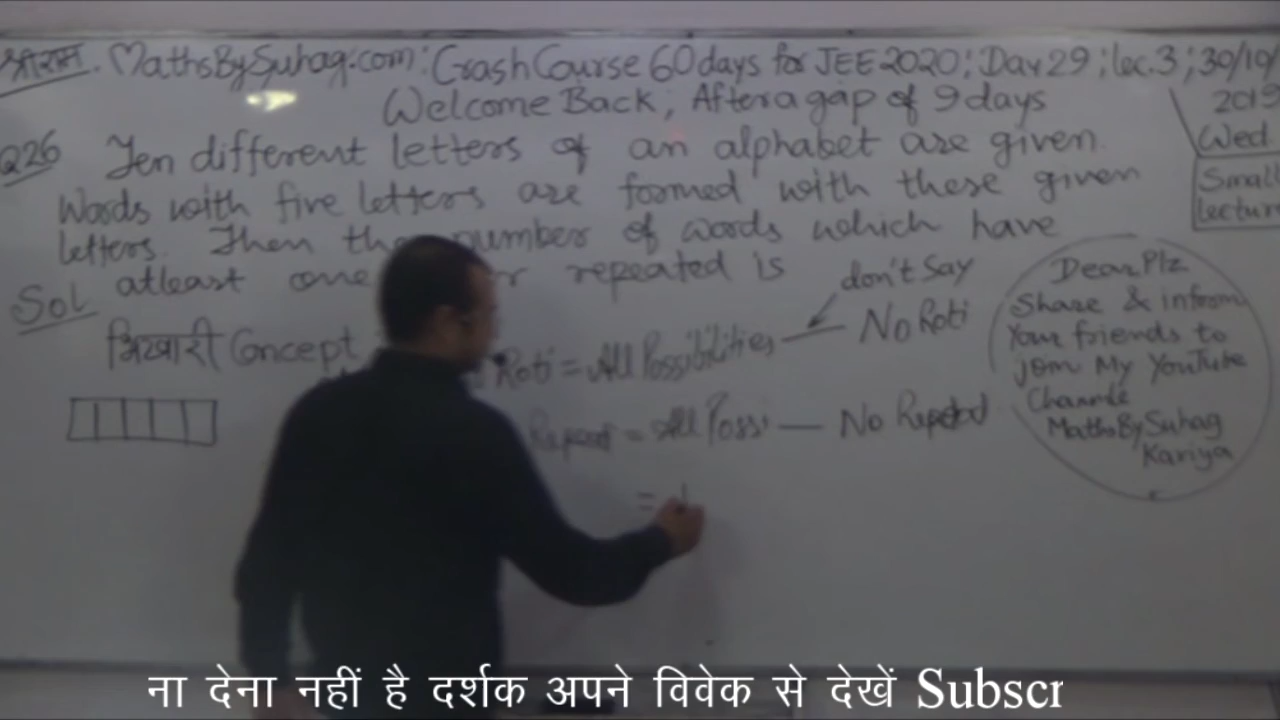 श्रीराम. MathsBySuhag.com: Crash Course 60 days for JEE 2020; Day 29; lec. 3; 30/10/
2019
Wed.
Welcome Back, After a gap of 9 days
Small
Lecture
Q26 Ten different letters of an alphabet are given.
Words with five letters are formed with these given
letters. Then the number of words which have
atleast one repeated is
Sol
भिखारी Concept
Roti = All Possibilities — No Roti
don't Say
Repeat = All Possi — No Repeted
=
Dear Plz
Share & inform
Your friends to
join My YouTube
Channle
MathsBySuhag
Kariya
ना देना नहीं है दर्शक अपने विवेक से देखें Subscr